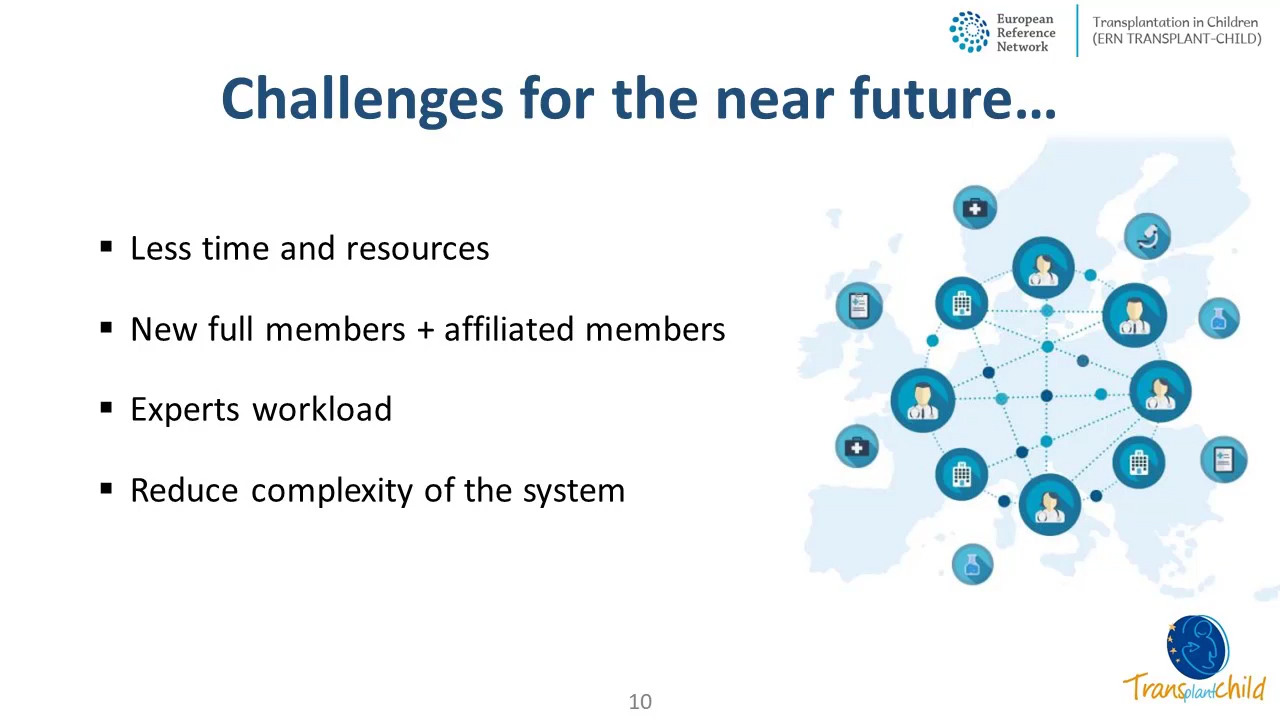 European
Reference
Network
Transplantation in Children
(ERN TRANSPLANT-CHILD)
Challenges for the near future…
▪ Less time and resources
▪ New full members + affiliated members
▪ Experts workload
▪ Reduce complexity of the system
Transplantchild
10